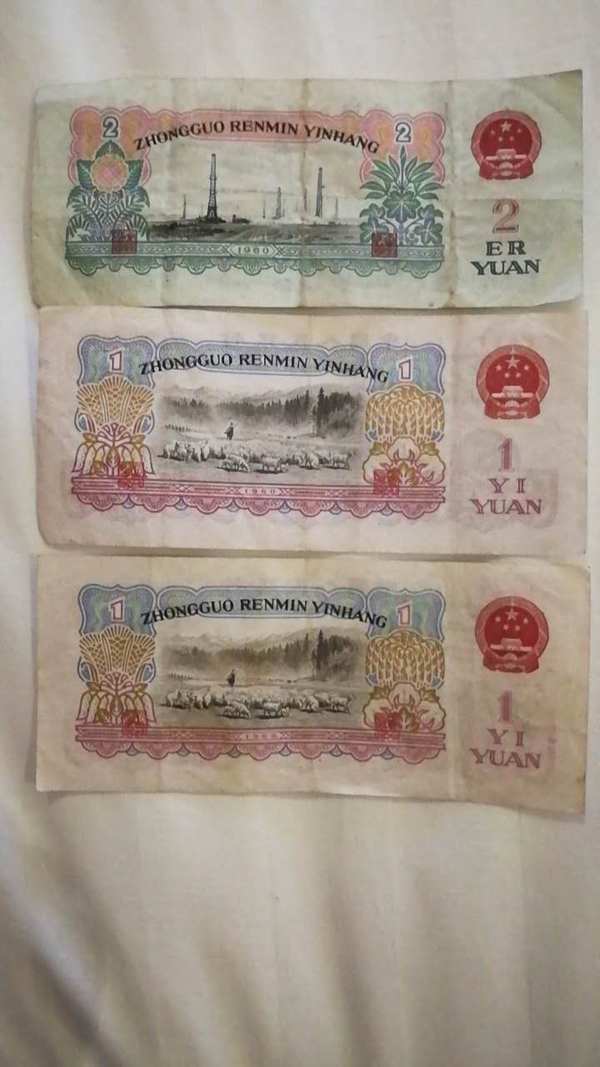 2 ZHONGGUO RENMIN YINHANG 2
2
ER
YUAN
1960
1 ZHONGGUO RENMIN YINHANG 1
1
YI
YUAN
1960
1 ZHONGGUO RENMIN YINHANG 1
1
YI
YUAN
1960